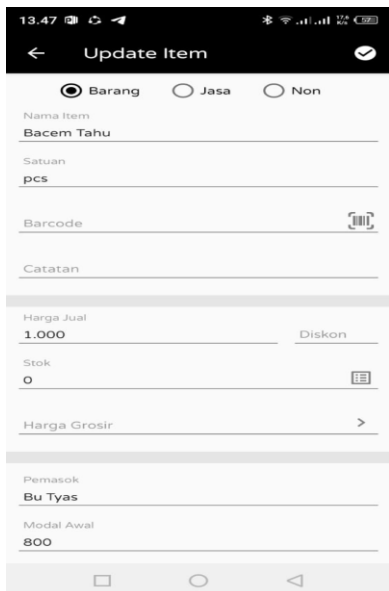 13.47
Update Item
Barang Jasa Non
Nama Item
Bacem Tahu
Satuan
pcs
Barcode
Catatan
Harga Jual
1.000 Diskon
Stok
0
Harga Grosir
Pemasok
Bu Tyas
Modal Awal
800